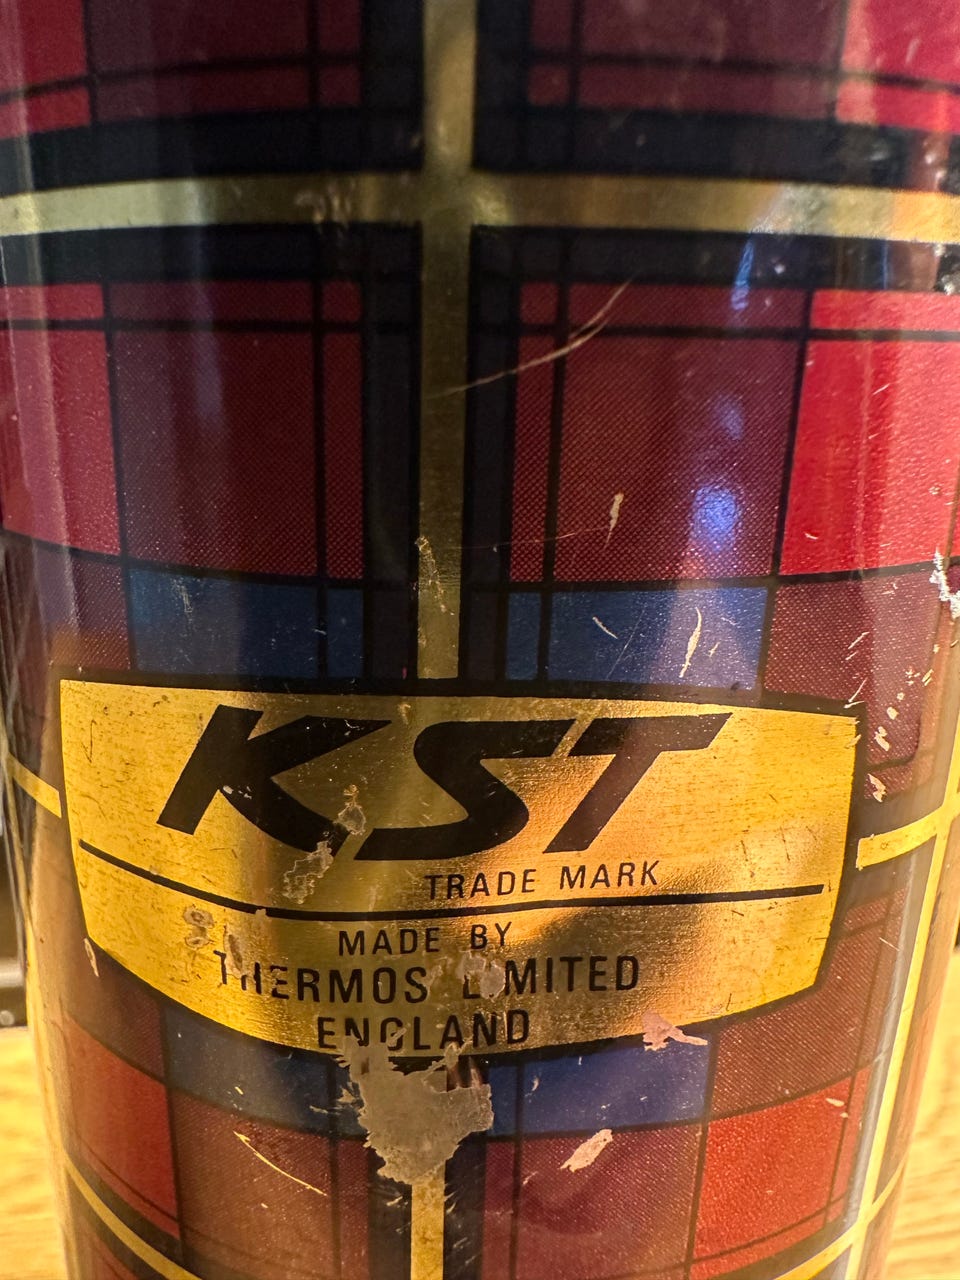 KST
TRADE MARK
MADE BY
THERMOS LIMITED
ENGLAND